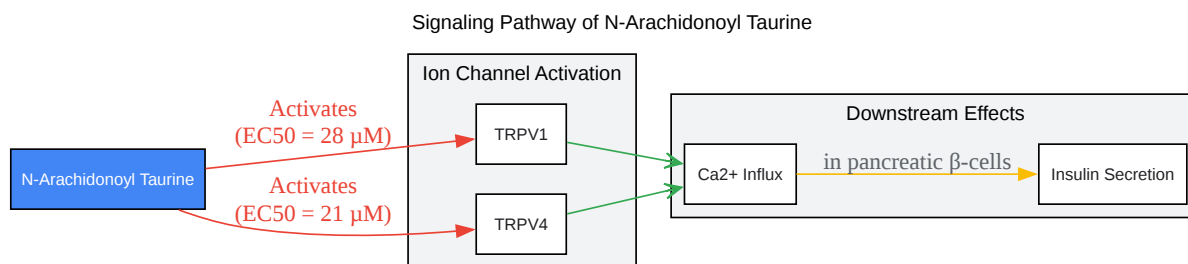 Signaling Pathway of N-Arachidonoyl Taurine
Ion Channel Activation
Activates
(EC50 = 28 µM)
TRPV1
Downstream Effects
N-Arachidonoyl Taurine
Ca2+ Influx
in pancreatic β-cells
Insulin Secretion
Activates
(EC50 = 21 µM)
TRPV4